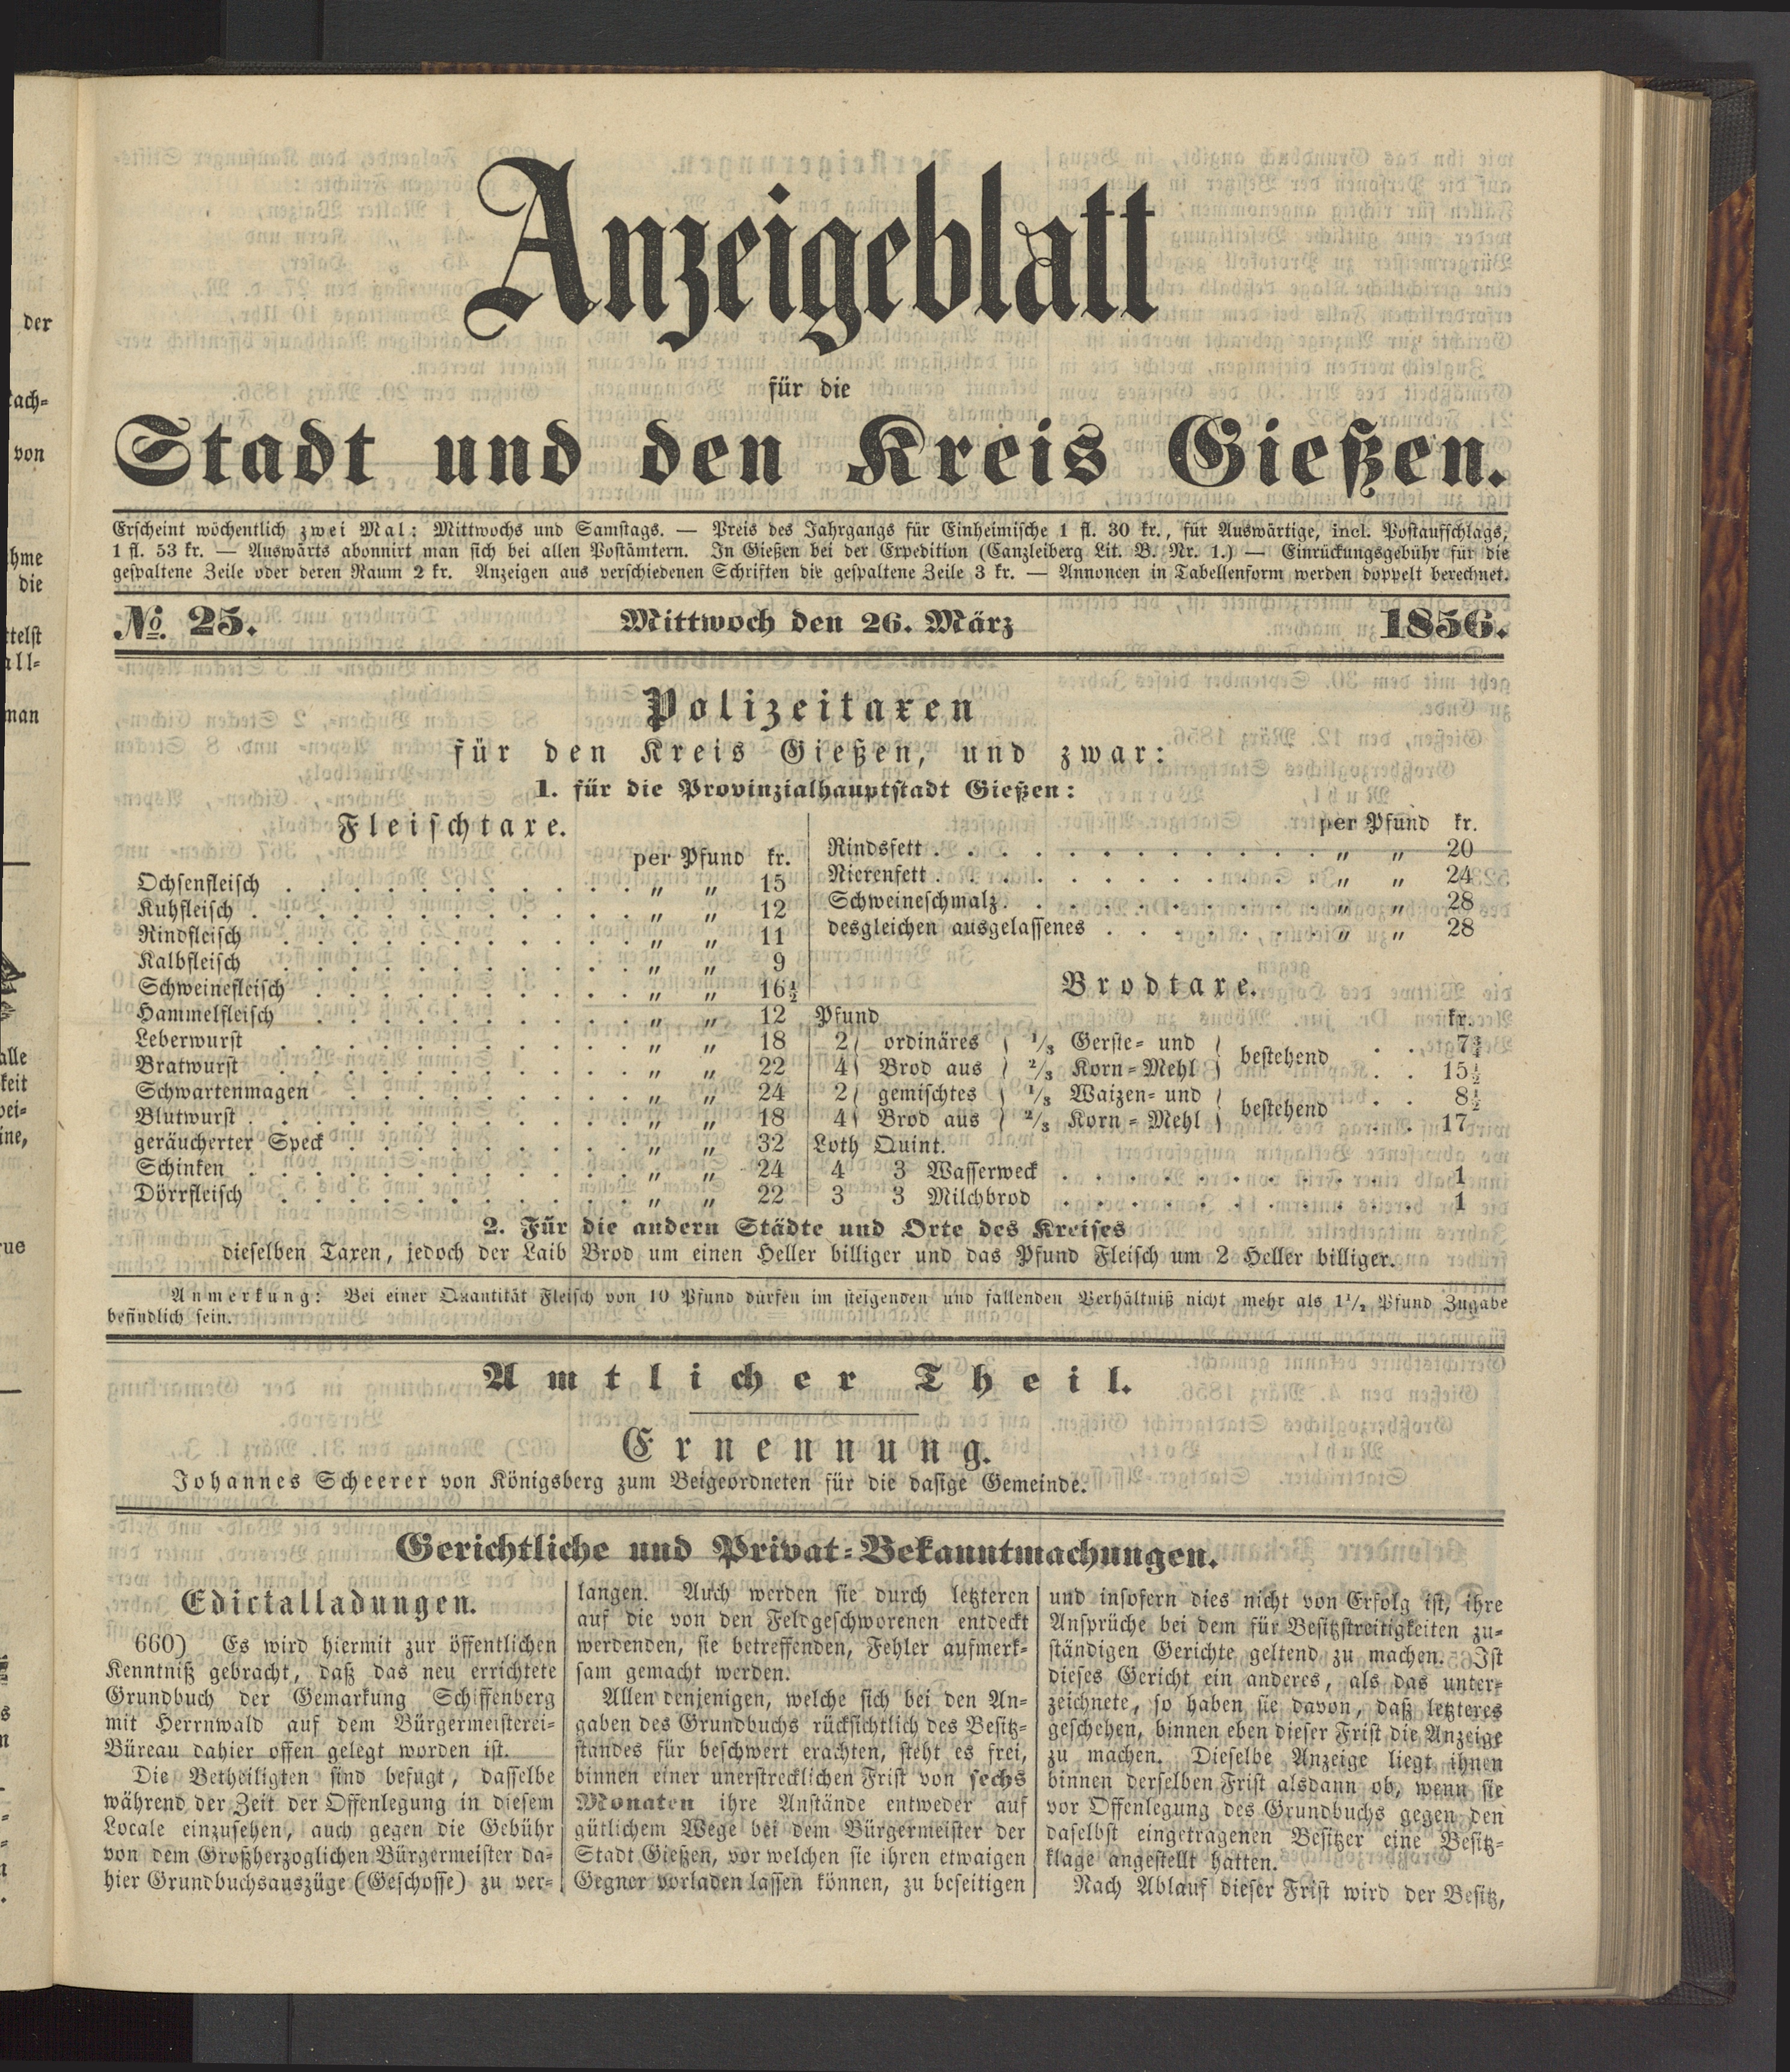 Anzeigeblatt
für die
Stadt und den Kreis Gießen.
Erscheint wöchentlich zwei Mal: Mittwochs und Samstags. — Preis des Jahrgangs für Einheimische 1 fl. 30 kr., für Auswärtige, incl. Postaufschlags,
1 fl. 53 kr. — Auswärts abonnirt man sich bei allen Postämtern. In Gießen bei der Expedition (Canzleiberg Lit. B. Nr. 1.) — Einrückungsgebühr für die
gespaltene Zeile oder deren Raum 2 kr. Anzeigen aus verschiedenen Schriften die gespaltene Zeile 3 kr. — Annoncen in Tabellenform werden doppelt berechnet.
No. 25. Mittwoch den 26. März 1856.
Polizeitaxen
für den Kreis Gießen, und zwar:
1. für die Provinzialhauptstadt Gießen:
Fleischtaxe.
per Pfund kr.
Ochsenfleisch . . . . . . . . . . . . . „ „ 15
Kuhfleisch . . . . . . . . . . . . . . „ „ 12
Rindfleisch . . . . . . . . . . . . . „ „ 11
Kalbfleisch . . . . . . . . . . . . . „ „ 9
Schweinefleisch . . . . . . . . . . . . „ „ 16½
Hammelfleisch . . . . . . . . . . . . „ „ 12
Leberwurst . . . . . . . . . . . . . „ „ 18
Bratwurst . . . . . . . . . . . . . „ „ 22
Schwartenmagen . . . . . . . . . . . „ „ 24
Blutwurst . . . . . . . . . . . . . . „ „ 18
geräucherter Speck . . . . . . . . . . . „ „ 32
Schinken . . . . . . . . . . . . . . „ „ 24
Dörrfleisch . . . . . . . . . . . . . „ „ 22
per Pfund kr.
Rindsfett . . . . . . . . . . . . . . . „ „ 20
Nierenfett . . . . . . . . . . . . . . . „ „ 24
Schweineschmalz . . . . . . . . . . . . . „ „ 28
desgleichen ausgelassenes . . . . . . . . . „ „ 28
Brodtaxe.
Pfund kr.
2 ordinäres ⅓ Gerste- und bestehend . . 7¾
4 Brod aus ⅔ Korn-Mehl . . 15½
2 gemischtes ⅓ Waizen- und bestehend . . 8½
4 Brod aus ⅔ Korn-Mehl . . 17
Loth Quint.
4 3 Wasserweck . . . . . . . . . . . . . 1
3 3 Milchbrod . . . . . . . . . . . . . 1
2. Für die andern Städte und Orte des Kreises
dieselben Taxen, jedoch der Laib Brod um einen Heller billiger und das Pfund Fleisch um 2 Heller billiger.
Anmerkung: Bei einer Quantität Fleisch von 10 Pfund dürfen im steigenden und fallenden Verhältniß nicht mehr als 1½ Pfund Zugabe
befindlich sein.
Amtlicher Theil.
Ernennung.
Johannes Scheerer von Königsberg zum Beigeordneten für die dasige Gemeinde.
Gerichtliche und Privat-Bekanntmachungen.
Edictalladungen.
660) Es wird hiermit zur öffentlichen
Kenntniß gebracht, daß das neu errichtete
Grundbuch der Gemarkung Schiffenberg
mit Herrnwald auf dem Bürgermeisterei-
Büreau dahier offen gelegt worden ist.
Die Betheiligten sind befugt, dasselbe
während der Zeit der Offenlegung in diesem
Locale einzusehen, auch gegen die Gebühr
von dem Großherzoglichen Bürgermeister da-
hier Grundbuchsauszüge (Geschosse) zu ver-
langen. Auch werden sie durch letzteren
auf die von den Feldgeschworenen entdeckt
werdenden, sie betreffenden, Fehler aufmerk-
sam gemacht werden.
Allen denjenigen, welche sich bei den An-
gaben des Grundbuchs rücksichtlich des Besitz-
standes für beschwert erachten, steht es frei,
binnen einer unerstrecklichen Frist von sechs
Monaten ihre Anstände entweder auf
gütlichem Wege bei dem Bürgermeister der
Stadt Gießen, vor welchen sie ihren etwaigen
Gegner vorladen lassen können, zu beseitigen
und insofern dies nicht von Erfolg ist, ihre
Ansprüche bei dem für Besitzstreitigkeiten zu-
ständigen Gerichte geltend zu machen. Ist
dieses Gericht ein anderes, als das unter-
zeichnete, so haben sie davon, daß letzteres
geschehen, binnen eben dieser Frist die Anzeige
zu machen. Dieselbe Anzeige liegt ihnen
binnen derselben Frist alsdann ob, wenn sie
vor Offenlegung des Grundbuchs gegen den
daselbst eingetragenen Besitzer eine Besitz-
klage angestellt hatten.
Nach Ablauf dieser Frist wird der Besitz,